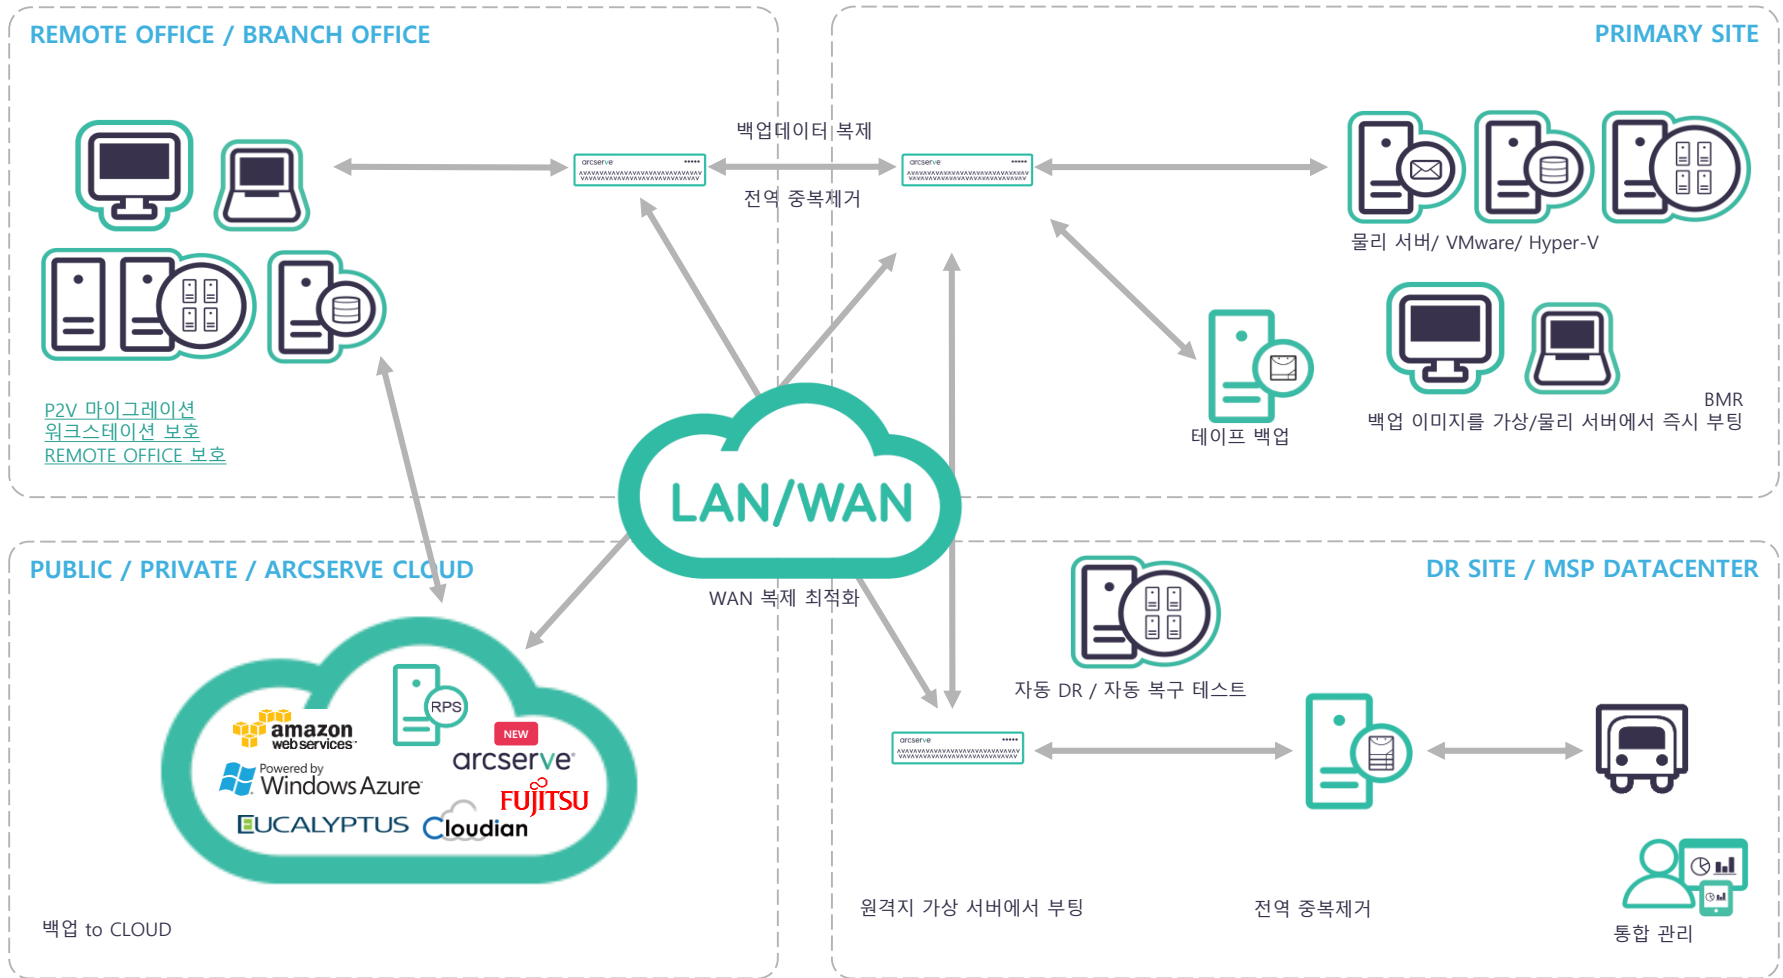 REMOTE OFFICE / BRANCH OFFICE
PRIMARY SITE
백업데이터 복제
arcserve
arcserve
전역 중복제거
물리 서버/ VMware/ Hyper-V
P2V 마이그레이션
워크스테이션 보호
REMOTE OFFICE 보호
테이프 백업
BMR
백업 이미지를 가상/물리 서버에서 즉시 부팅
LAN/WAN
WAN 복제 최적화
PUBLIC / PRIVATE / ARCSERVE CLOUD
RPS
amazon
web services
NEW
arcserve
Powered by
Windows Azure
FUJITSU
EUCALYPTUS
Cloudian
백업 to CLOUD
DR SITE / MSP DATACENTER
자동 DR / 자동 복구 테스트
arcserve
원격지 가상 서버에서 부팅
전역 중복제거
통합 관리